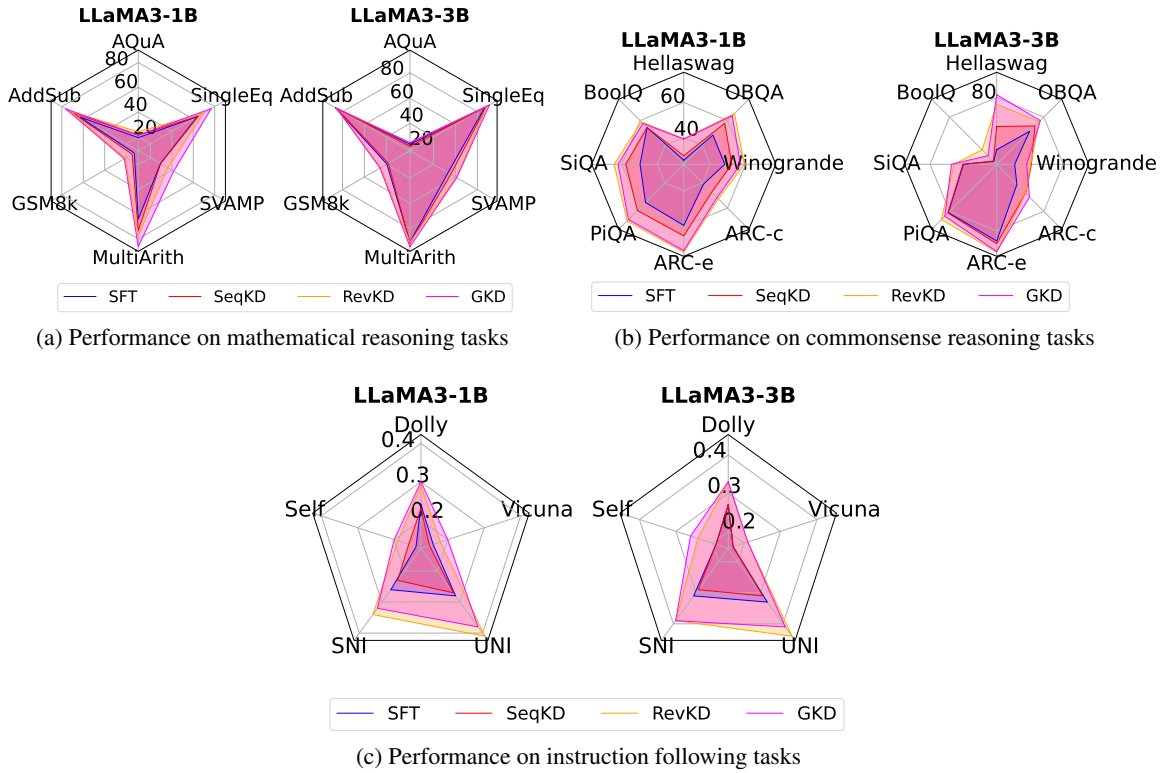 LLaMA3-1B
AQuA
80
60
40
20
AddSub
SingleEq
GSM8k
SVAMP
MultiArith
LLaMA3-3B
AQuA
80
60
40
20
AddSub
SingleEq
GSM8k
SVAMP
MultiArith
SFT SeqKD RevKD GKD
(a) Performance on mathematical reasoning tasks
LLaMA3-1B
Hellaswag
BoolQ
OBQA
60
40
SiQA
Winogrande
PiQA
ARC-c
ARC-e
LLaMA3-3B
Hellaswag
80
BoolQ
OBQA
SiQA
Winogrande
PiQA
ARC-c
ARC-e
SFT SeqKD RevKD GKD
(b) Performance on commonsense reasoning tasks
LLaMA3-1B
Dolly
0.4
0.3
0.2
Self
Vicuna
SNI
UNI
LLaMA3-3B
Dolly
0.4
0.3
0.2
Self
Vicuna
SNI
UNI
SFT SeqKD RevKD GKD
(c) Performance on instruction following tasks